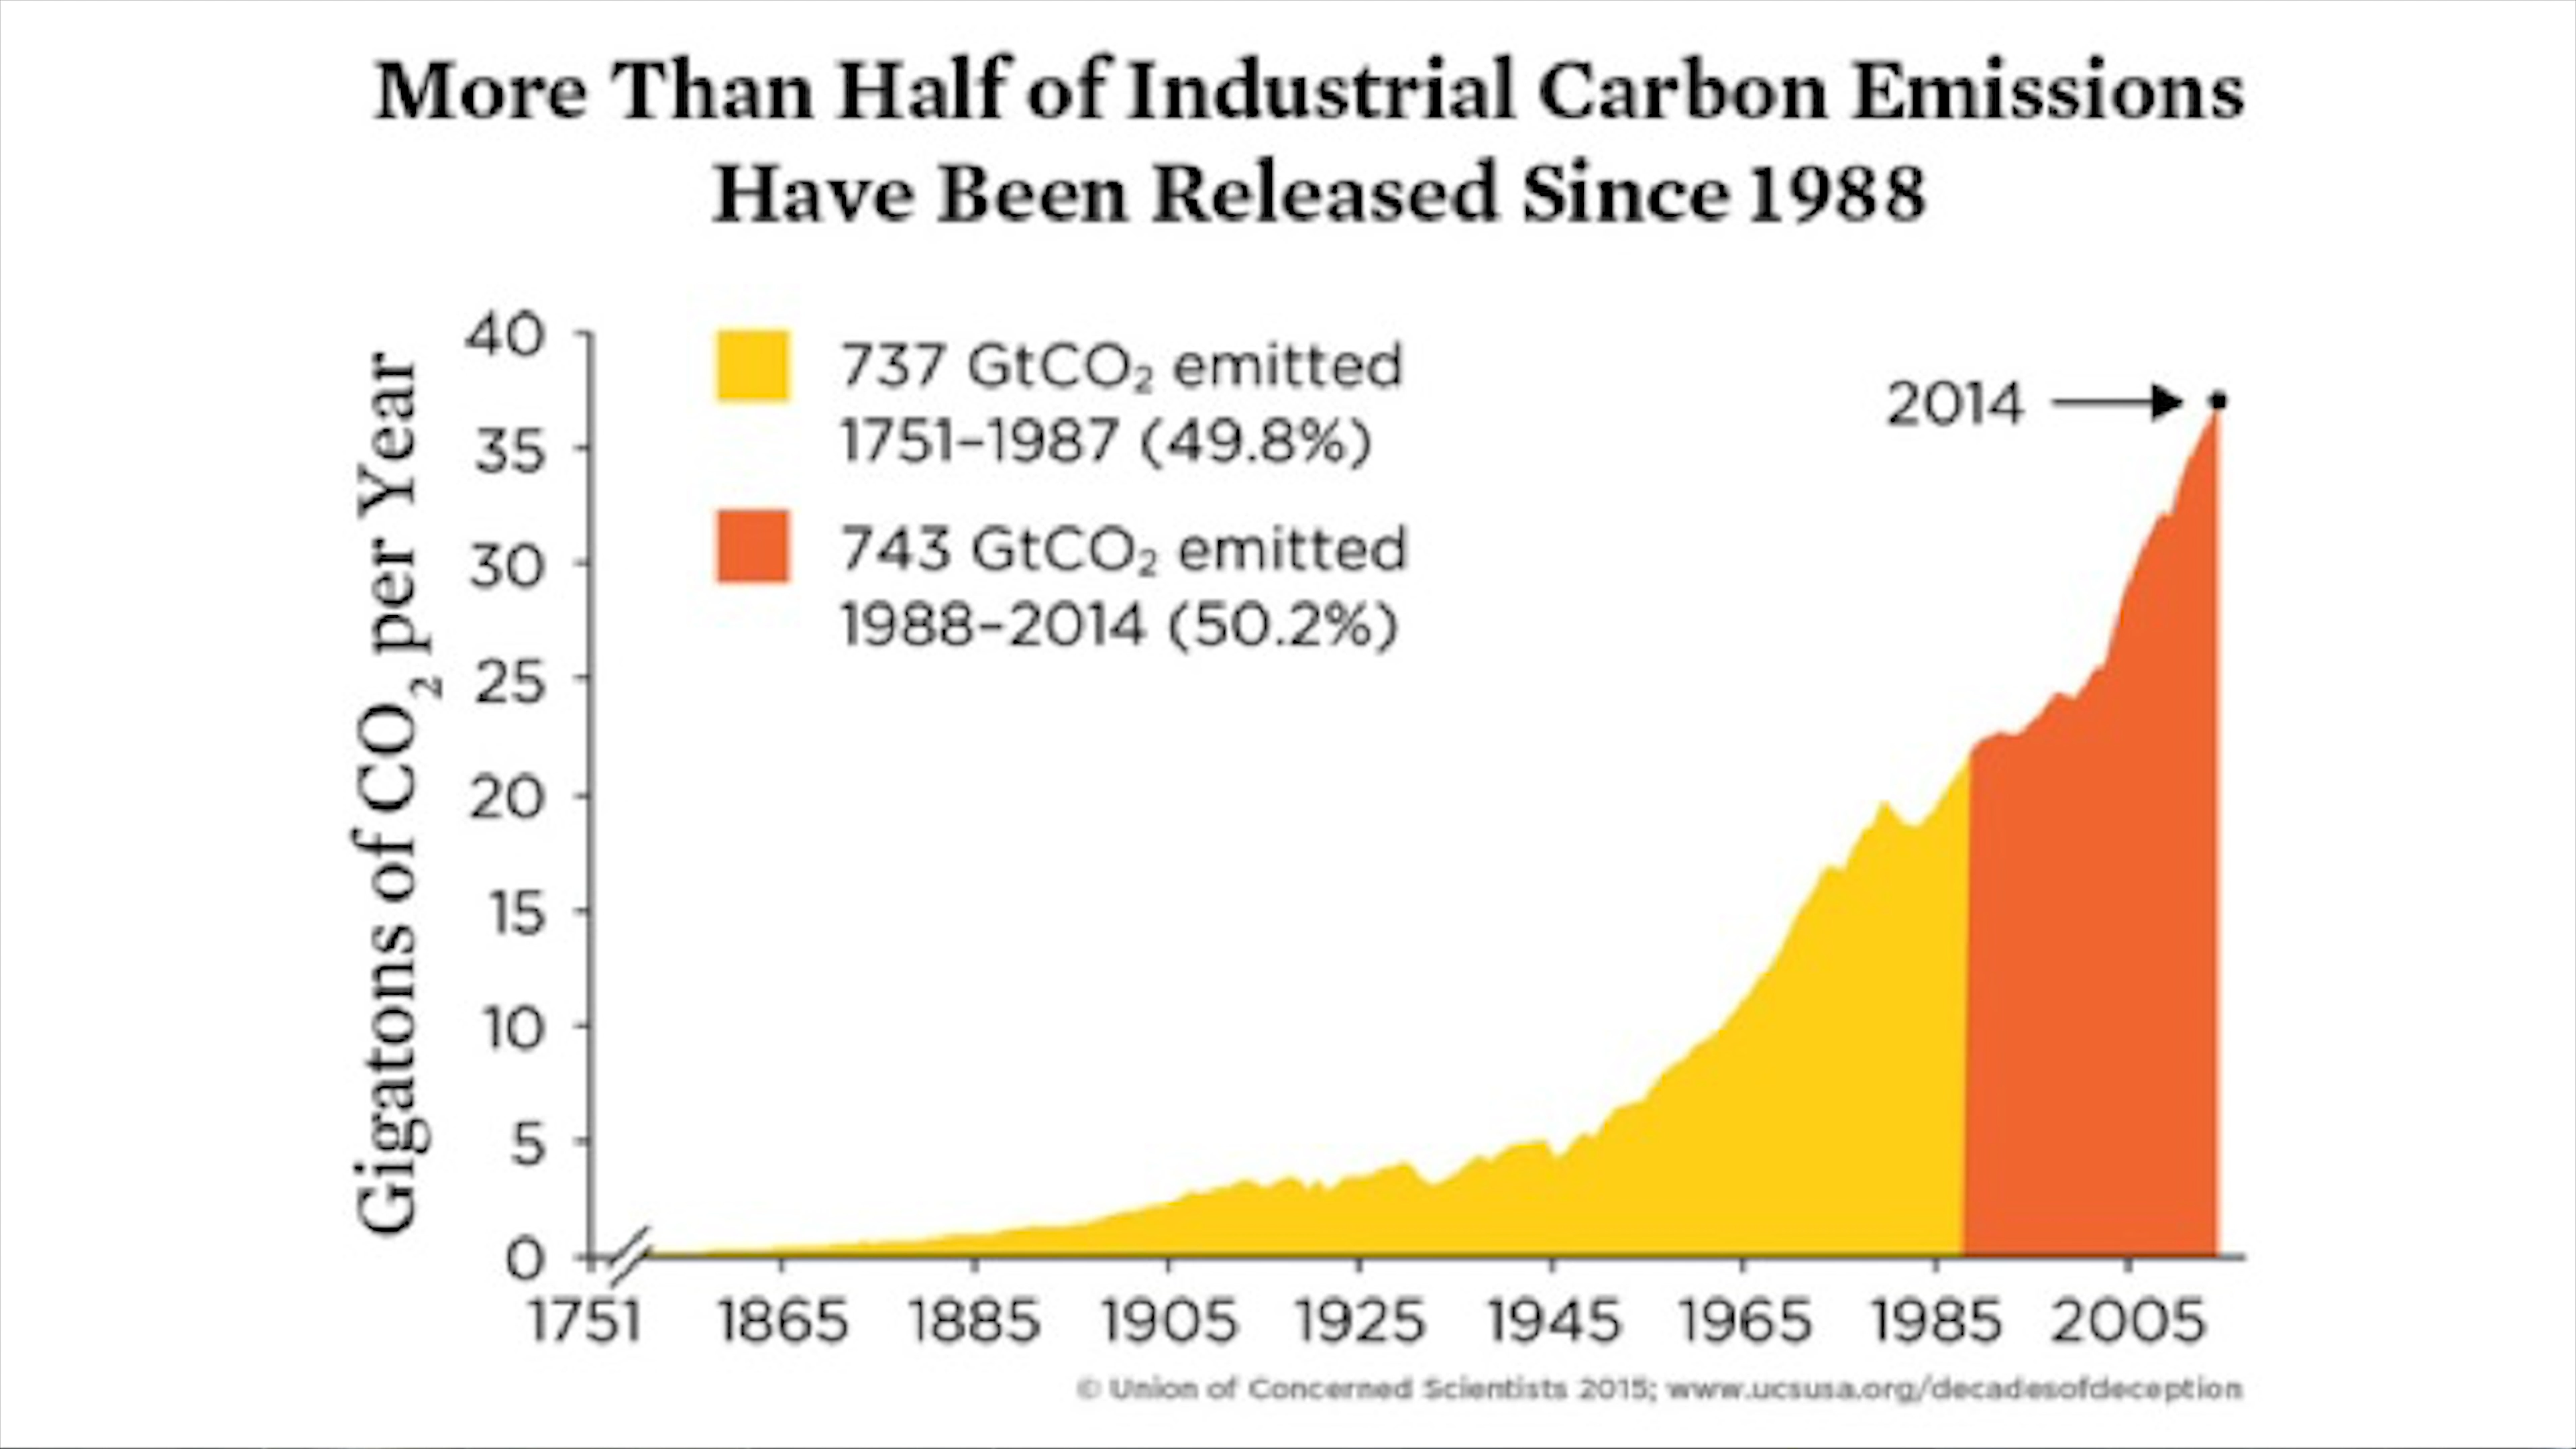 More Than Half of Industrial Carbon Emissions
Have Been Released Since 1988
Gigatons of CO₂ per Year
40
35
30
25
20
15
10
5
0
737 GtCO₂ emitted
1751–1987 (49.8%)
743 GtCO₂ emitted
1988–2014 (50.2%)
2014
1751 1865 1885 1905 1925 1945 1965 1985 2005
© Union of Concerned Scientists 2015; www.ucsusa.org/decadesofdeception